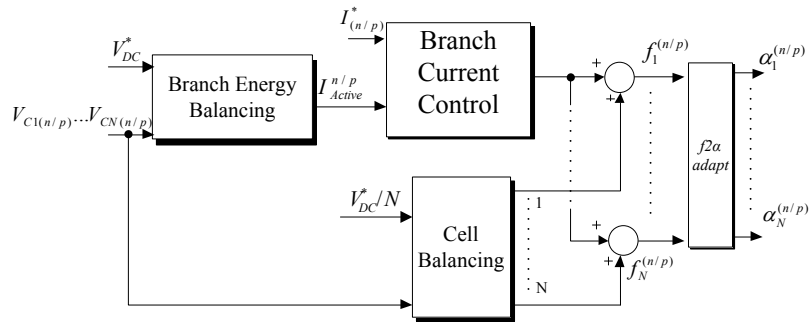 I*(n/p)
V*DC
Branch Energy
Balancing
I n/p Active
Branch
Current
Control
VC1(n/p)...VCN(n/p)
+
+
f1(n/p)
α1(n/p)
f2α
adapt
V*DC/N
Cell
Balancing
1
N
+
+
fN(n/p)
αN(n/p)